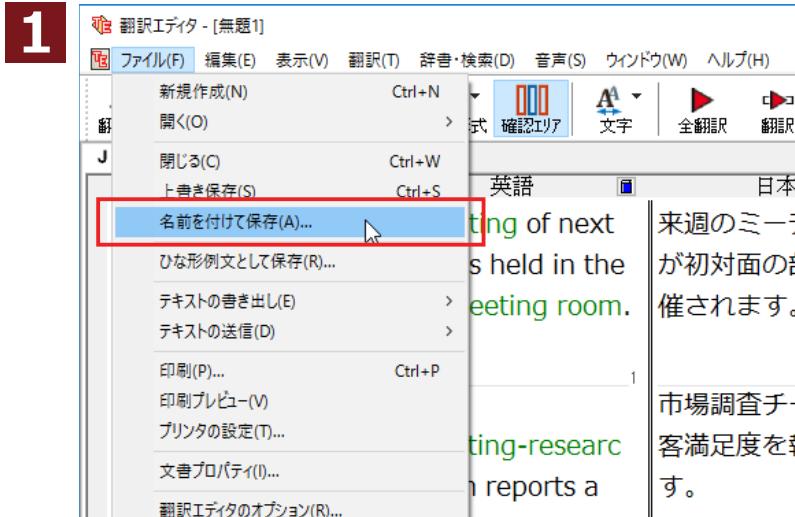 1
翻訳エディタ - [無題1]
ファイル(F) 編集(E) 表示(V) 翻訳(T) 辞書・検索(D) 音声(S) ウィンドウ(W) ヘルプ(H)
新規作成(N) Ctrl+N
開く(O) >
式 確認エリア 文字 全翻訳 翻訳
J
閉じる(C) Ctrl+W
上書き保存(S) Ctrl+S
英語 日本
名前を付けて保存(A)...
ting of next
来週のミーテ
ひな形例文として保存(R)...
s held in the
が初対面の部
テキストの書き出し(E) >
eeting room.
催されます。
テキストの送信(D) >
印刷(P)... Ctrl+P
1
印刷プレビュー(V)
市場調査チー
プリンタの設定(T)...
ting-researc
客満足度を報
文書プロパティ(I)...
n reports a
す。
翻訳エディタのオプション(R)...